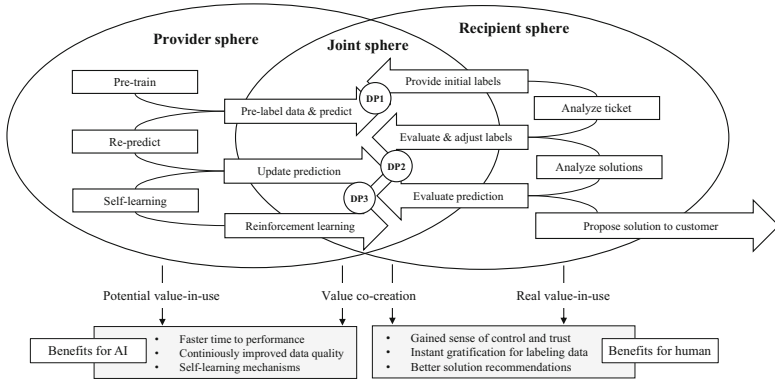 Provider sphere
Joint sphere
Recipient sphere
Pre-train
Provide initial labels
DP1
Pre-label data & predict
Analyze ticket
Re-predict
Evaluate & adjust labels
DP2
Update prediction
Analyze solutions
Self-learning
DP3
Evaluate prediction
Reinforcement learning
Propose solution to customer
Potential value-in-use
Value co-creation
Real value-in-use
Benefits for AI
• Faster time to performance
• Continiously improved data quality
• Self-learning mechanisms
• Gained sense of control and trust
• Instant gratification for labeling data
• Better solution recommendations
Benefits for human